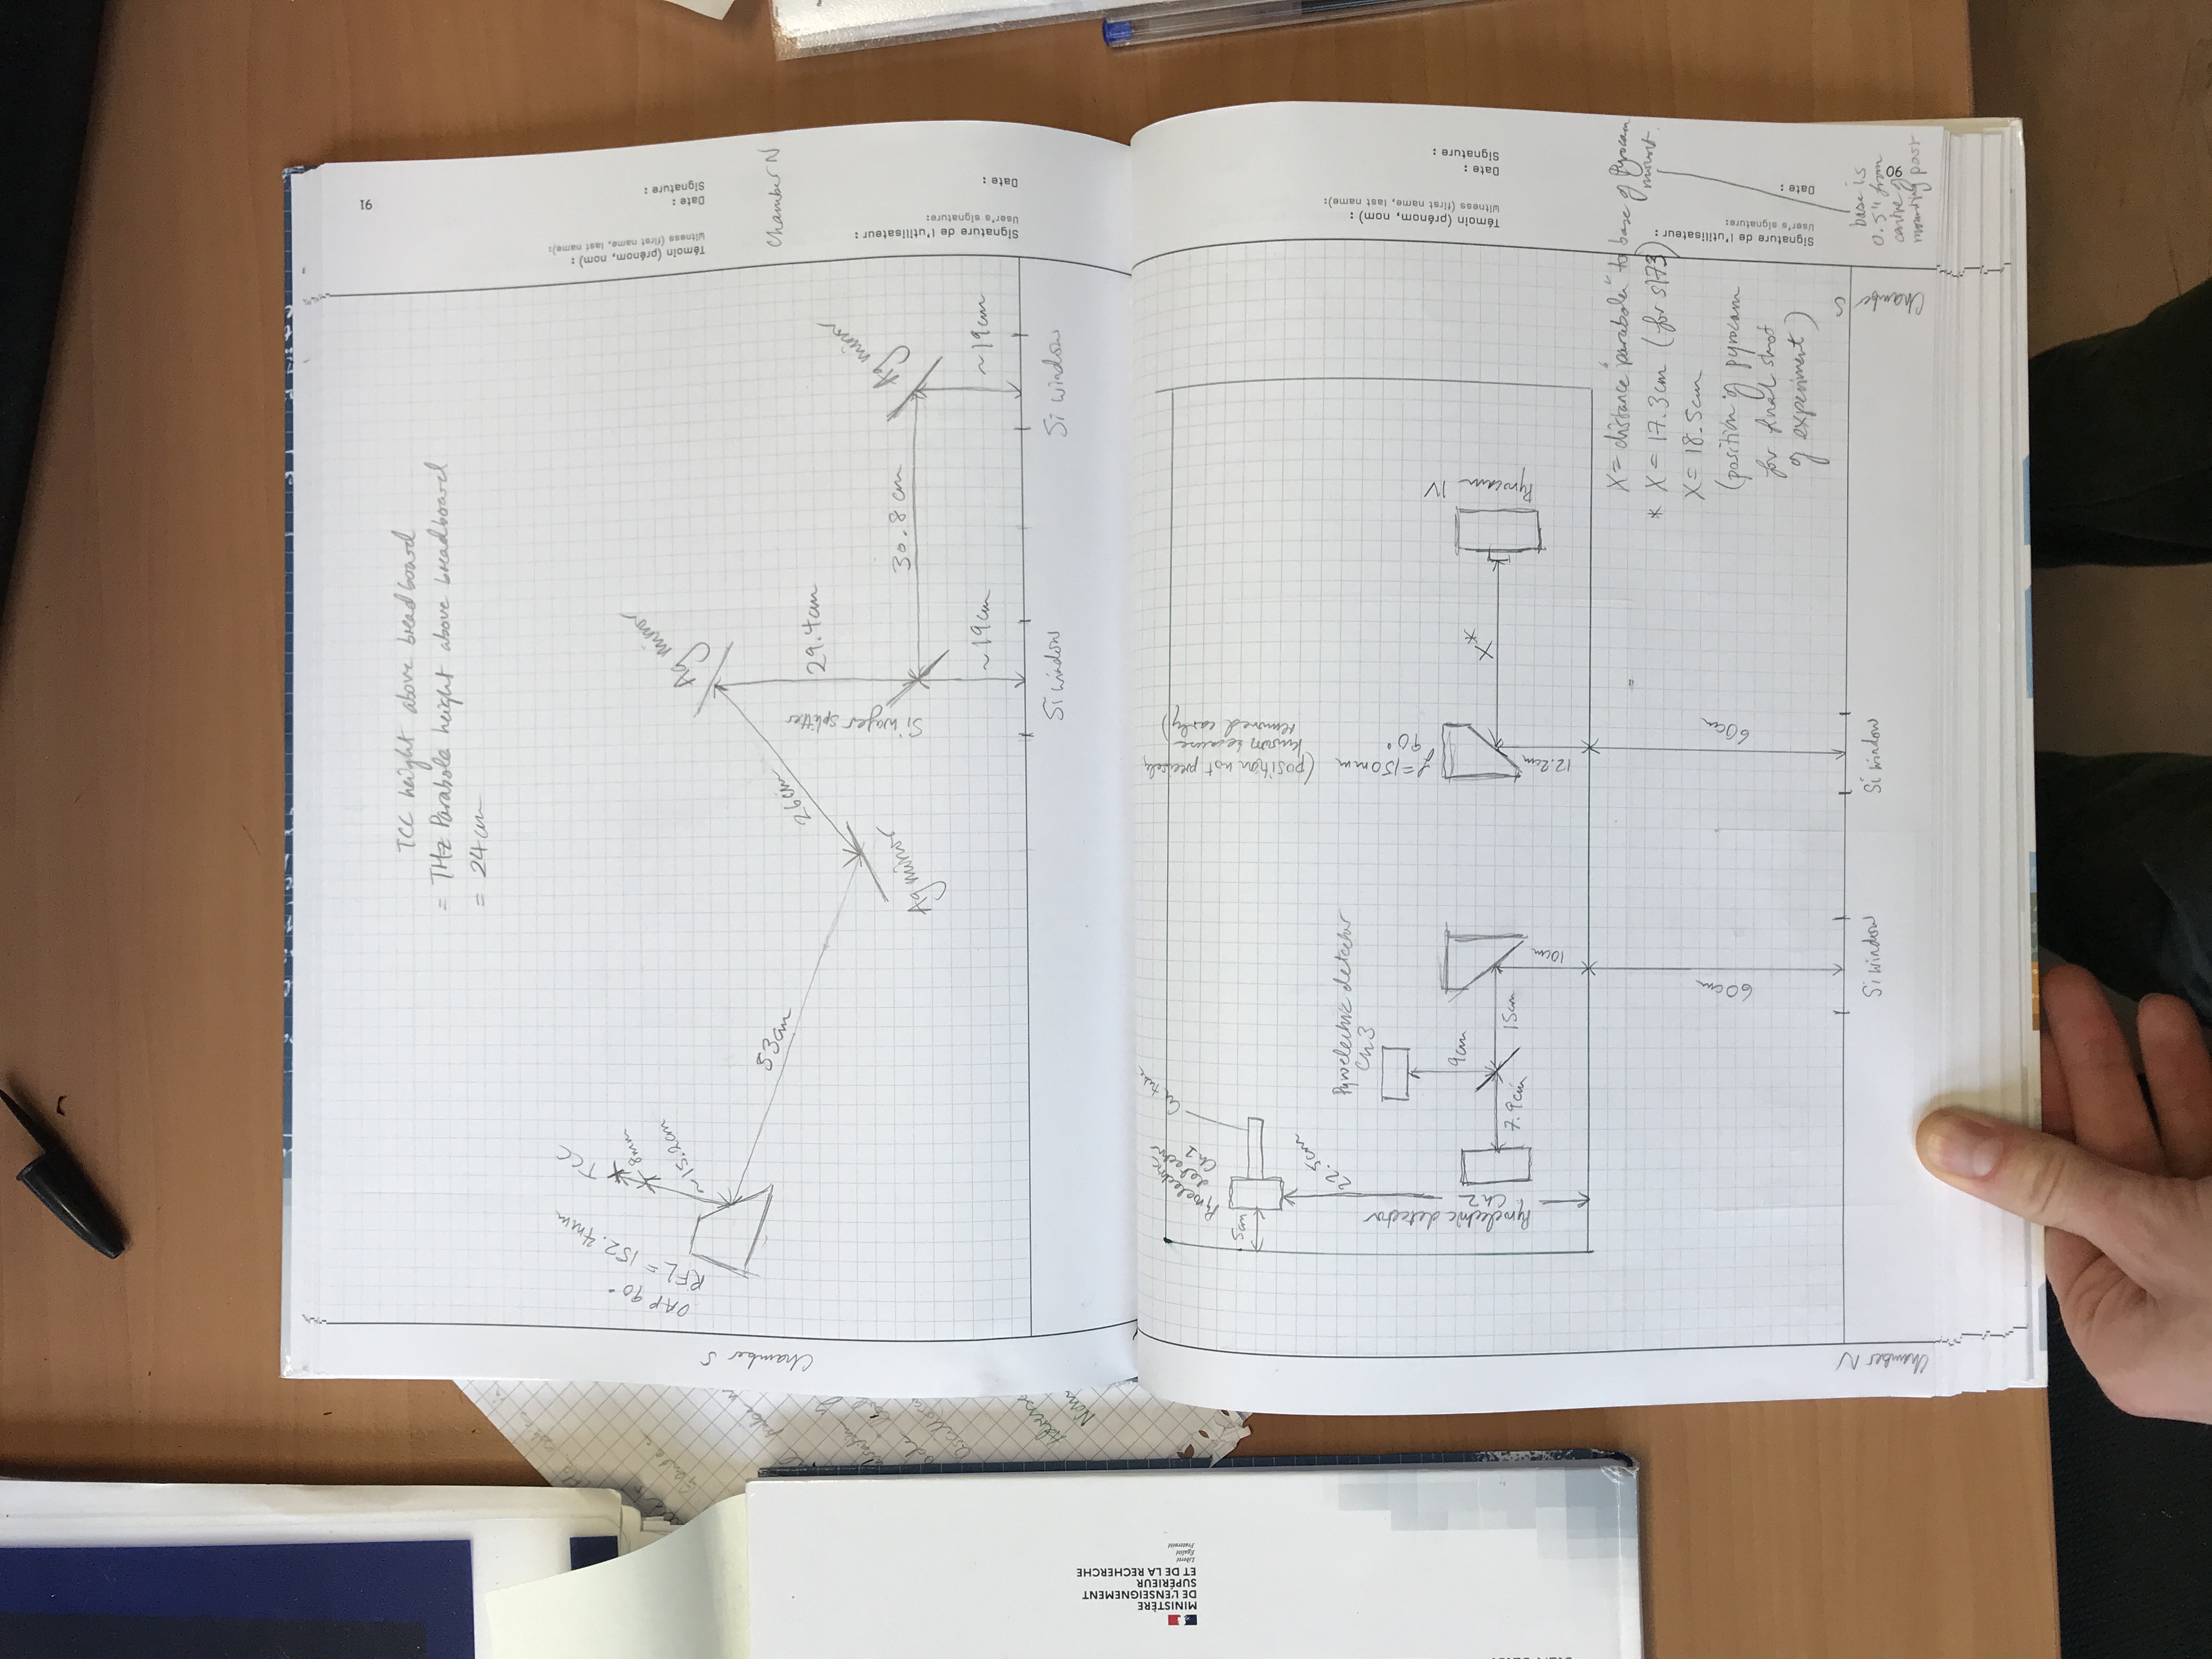 MINISTÈRE
DE L'ENSEIGNEMENT
SUPÉRIEUR
ET DE LA RECHERCHE
Liberté
Égalité
Fraternité
Chamber S
OAP 90°
RFL = 152.4mm
TCC
8mm
~15.2cm
53cm
26cm
Ag mirror
Ag mirror
Si wafer splitter
29.4cm
30.8cm
Ag mirror
~19cm
~19cm
Si window
Si window
TCC height above breadboard
= THz Parabola height above breadboard
= 24cm
Chamber N
91
Témoin (prénom, nom) :
Witness (first name, last name):
Date :
Signature :
Signature de l'utilisateur :
User's signature:
Date :
Chamber N
5cm
Pyroelectric
detector
Ch1
Cu tube
22.5cm
Pyroelectric detector
Ch2
Pyroelectric detector
Ch3
9cm
7.9cm
15cm
10cm
f=150mm (position not precisely
90° known because
removed early)
12.2cm
X*
Pyrocam IV
60cm
60cm
Si window
Si window
X = distance "parabola" to base of Pyrocam
mount
* X = 17.3cm (for s173)
X = 18.5cm
(position of pyrocam
for final shot
of experiment)
Chamber S
base is
0.5" from
centre of
mounting post
Témoin (prénom, nom) :
Witness (first name, last name):
Date :
Signature :
Signature de l'utilisateur :
User's signature:
Date :
90